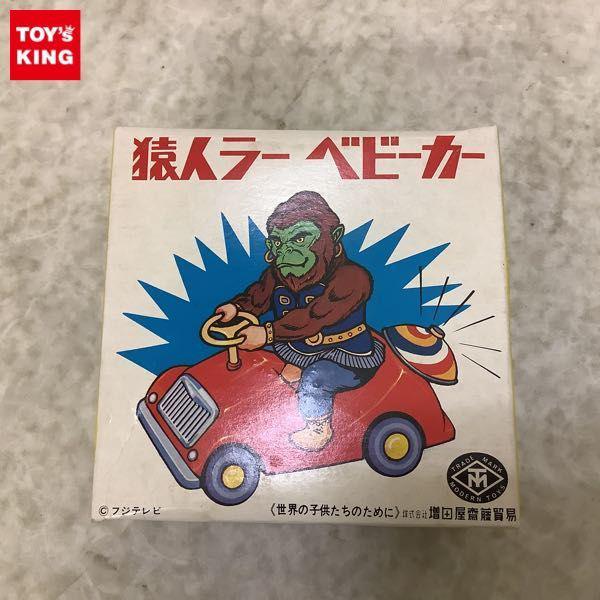 TOY'S
KING
猿人ラー ベビーカー
TRADE MARK
TM
MODERN TOYS
©フジテレビ
《世界の子供たちのために》 株式会社 増田屋齋藤貿易